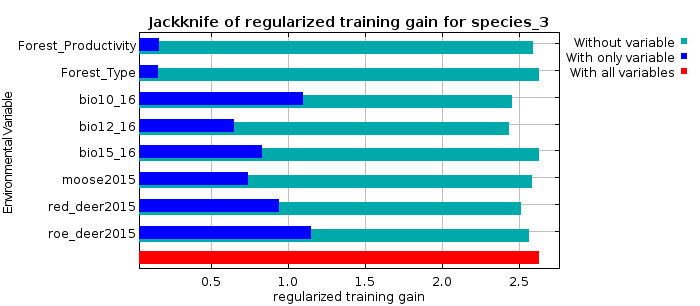 Jackknife of regularized training gain for species_3
Environmental Variable
Forest_Productivity
Forest_Type
bio10_16
bio12_16
bio15_16
moose2015
red_deer2015
roe_deer2015
0.5 1.0 1.5 2.0 2.5
regularized training gain
Without variable
With only variable
With all variables